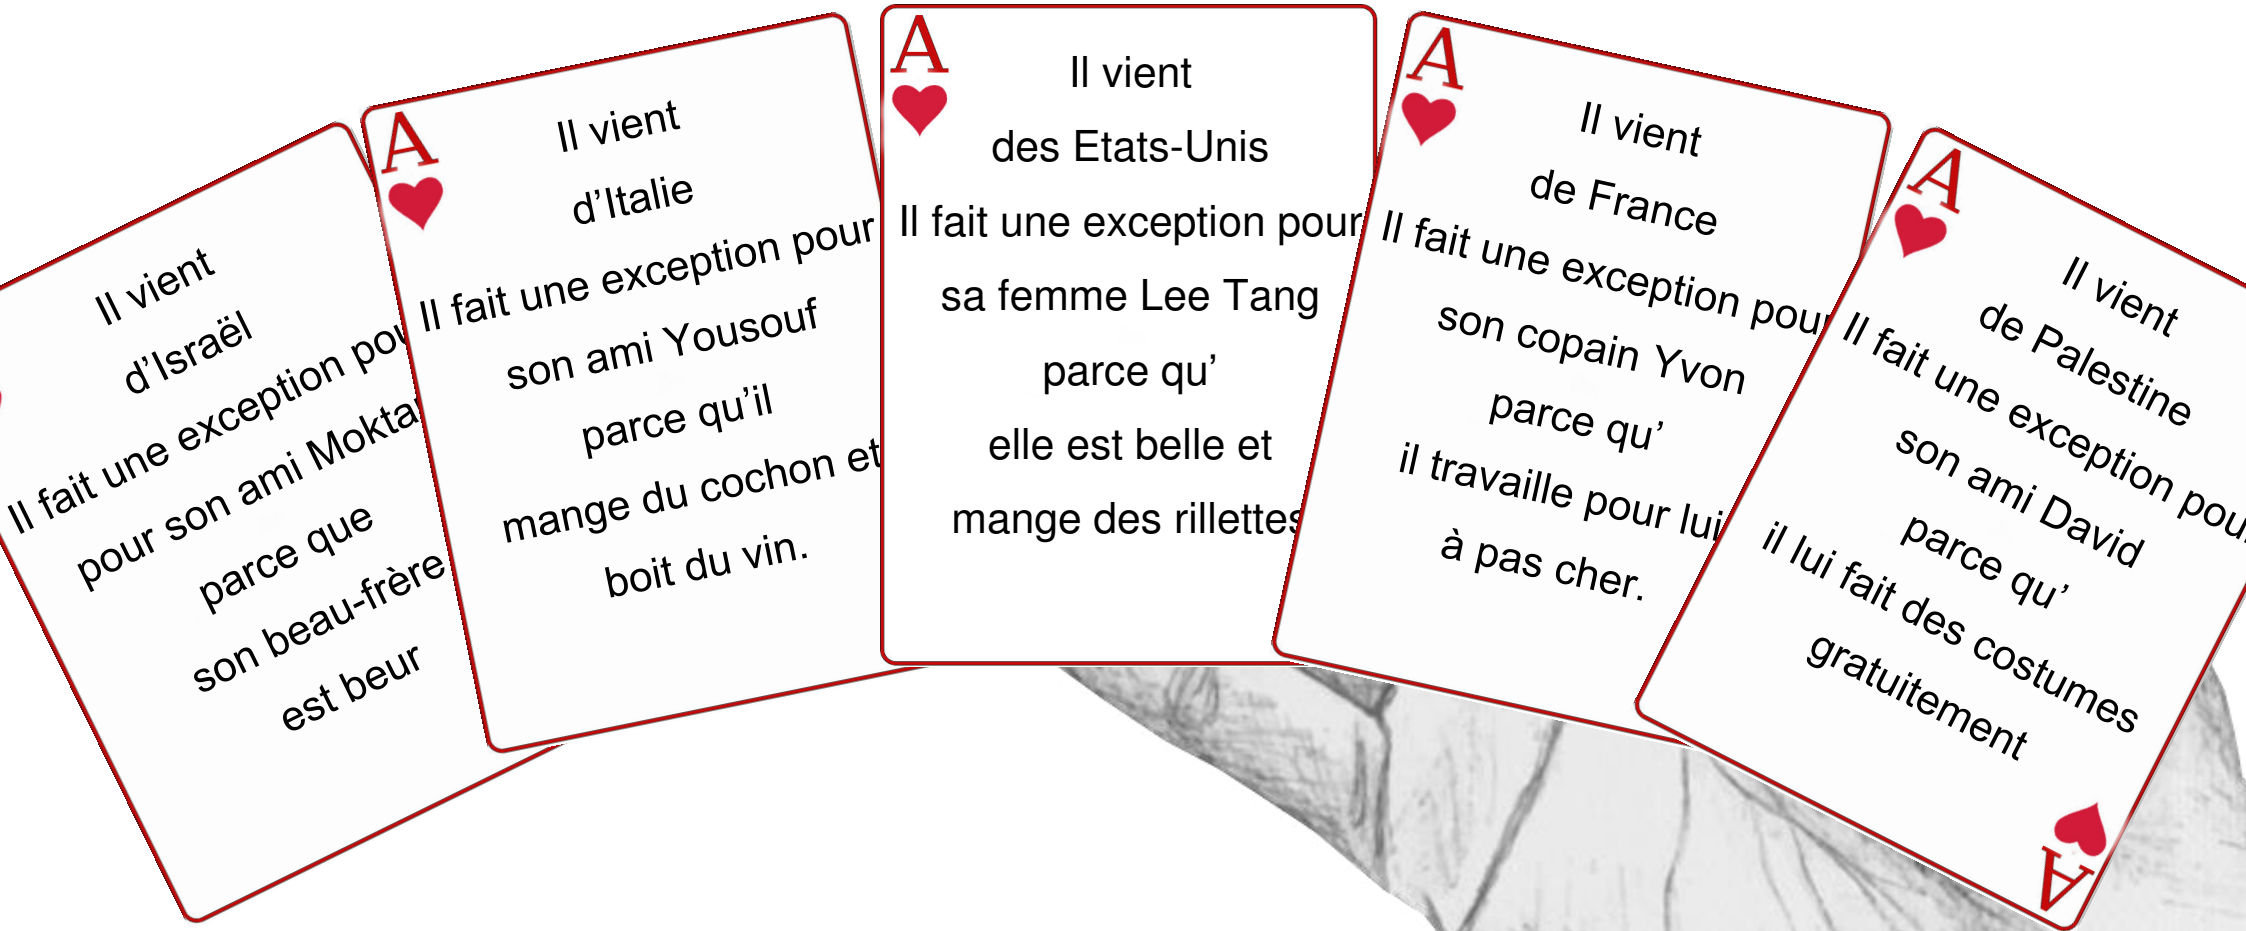 Il vient
d’Israël
Il fait une exception
pour son ami
parce que
son beau-frère
est beur
A
Il vient
d’Italie
Il fait une exception pour
son ami Yousouf
parce qu’il
mange du cochon et
boit du vin.
A
Il vient
des Etats-Unis
Il fait une exception pour
sa femme Lee Tang
parce qu’
elle est belle et
mange des rillettes
A
Il vient
de France
Il fait une exception pour
son copain Yvon
parce qu’
il travaille pour lui
à pas cher.
A
Il vient
de Palestine
Il fait une exception
son ami David
parce qu’
il lui fait des costumes
gratuitement
A